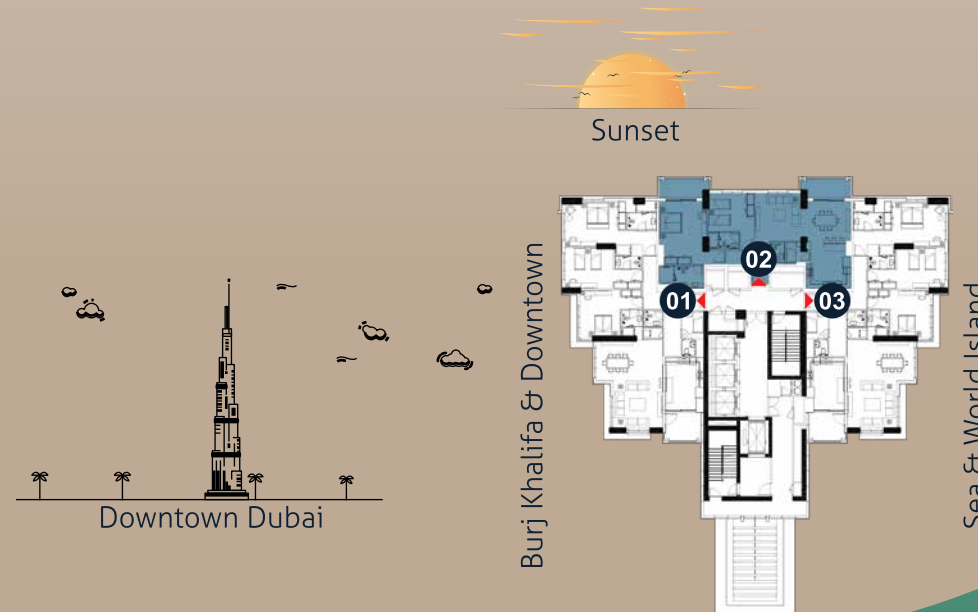 Sunset
Burj Khalifa & Downtown
02
01
03
Sea & World Island
Downtown Dubai